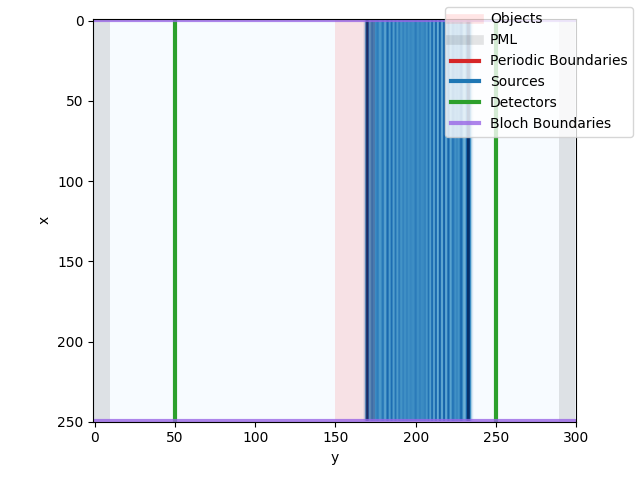 Objects
PML
Periodic Boundaries
Sources
Detectors
Bloch Boundaries
0
50
100
150
200
250
x
0
50
100
150
200
250
300
y